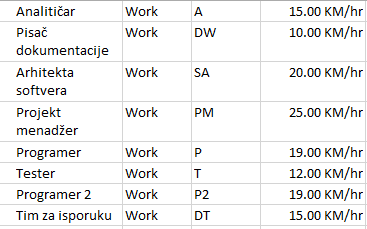 Analitičar Work A 15.00 KM/hr
Pisač dokumentacije Work DW 10.00 KM/hr
Arhitekta softvera Work SA 20.00 KM/hr
Projekt menadžer Work PM 25.00 KM/hr
Programer Work P 19.00 KM/hr
Tester Work T 12.00 KM/hr
Programer 2 Work P2 19.00 KM/hr
Tim za isporuku Work DT 15.00 KM/hr